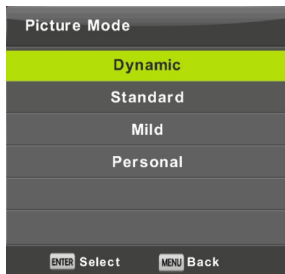 Picture Mode
Dynamic
Standard
Mild
Personal
ENTER Select MENU Back